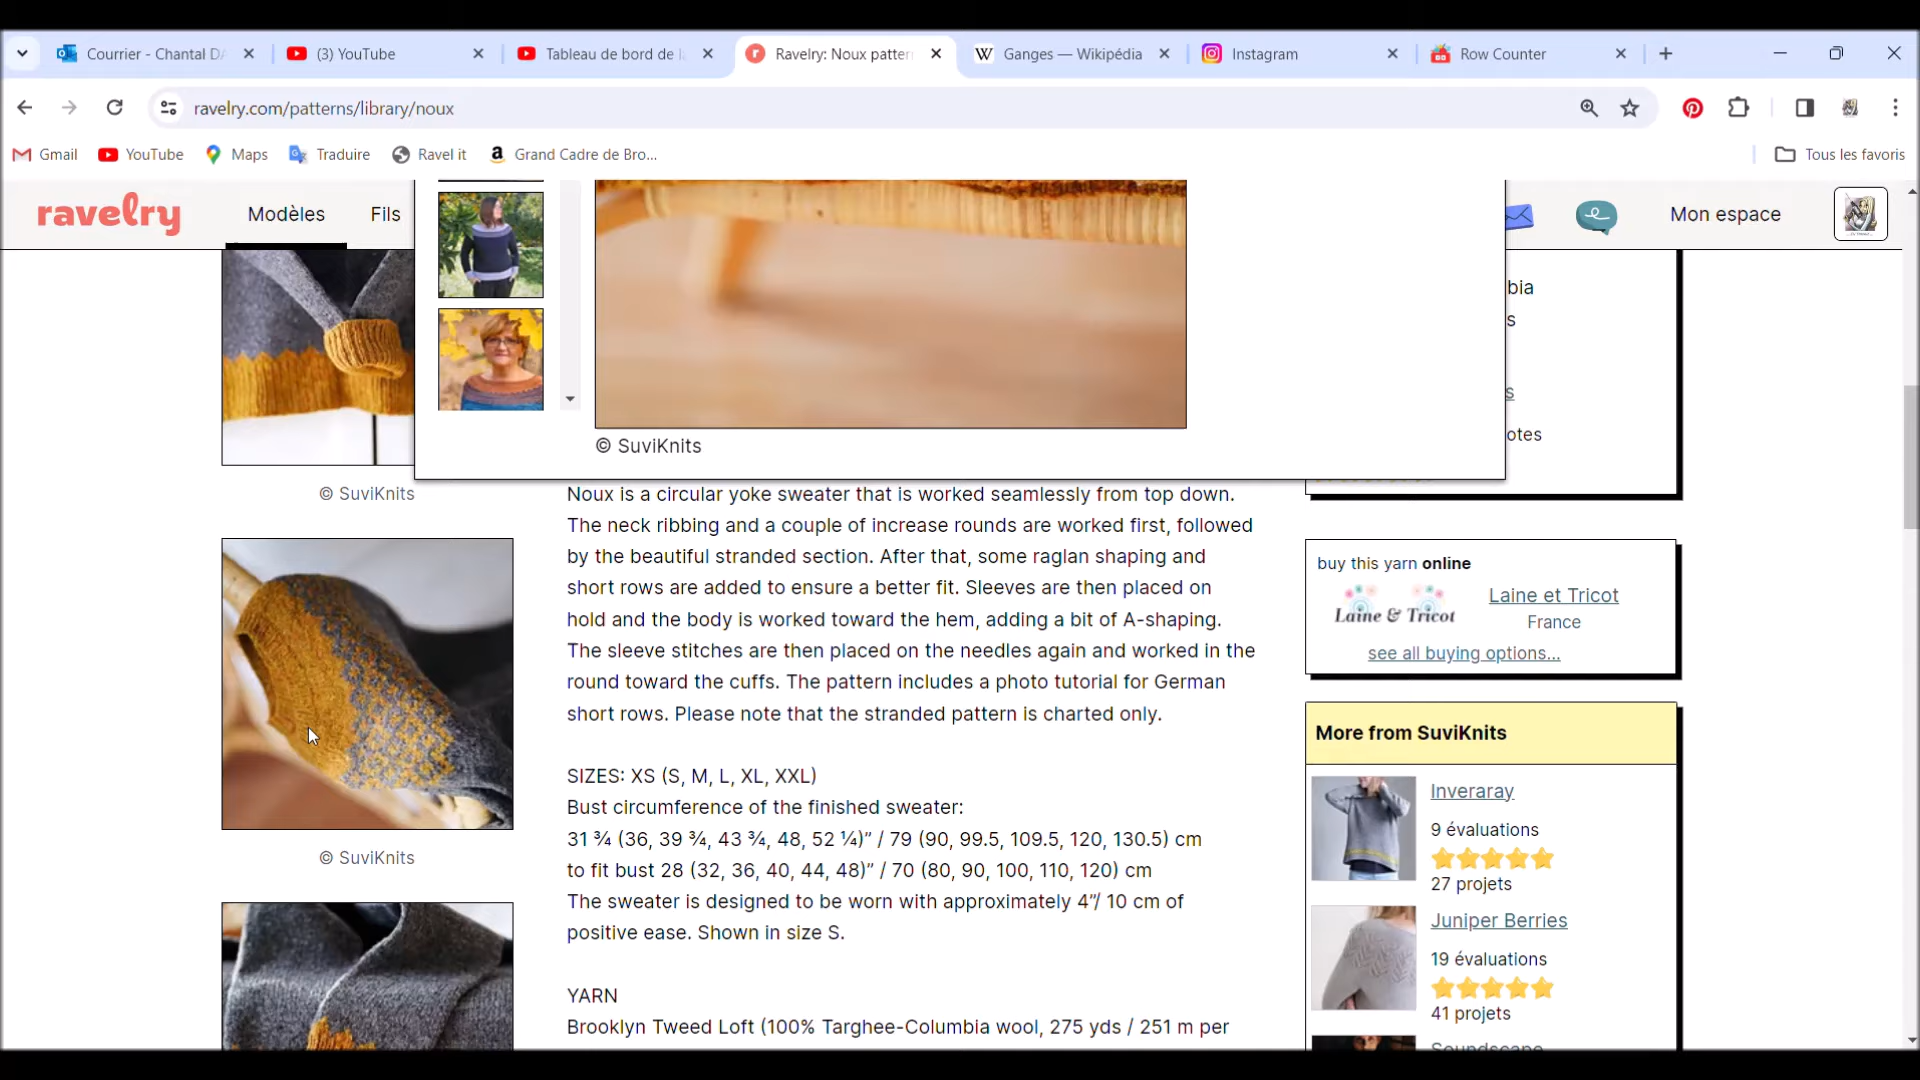 Courrier - Chantal DA
(3) YouTube
Tableau de bord de l
Ravelry: Noux patter
Ganges — Wikipédia
Instagram
Row Counter
ravelry.com/patterns/library/noux
Gmail
YouTube
Maps
Traduire
Ravel it
Grand Cadre de Bro...
Tous les favoris
ravelry
Modèles
Fils
Mon espace
bia
s
s
otes
© SuviKnits
© SuviKnits
© SuviKnits
Noux is a circular yoke sweater that is worked seamlessly from top down.
The neck ribbing and a couple of increase rounds are worked first, followed
by the beautiful stranded section. After that, some raglan shaping and
short rows are added to ensure a better fit. Sleeves are then placed on
hold and the body is worked toward the hem, adding a bit of A-shaping.
The sleeve stitches are then placed on the needles again and worked in the
round toward the cuffs. The pattern includes a photo tutorial for German
short rows. Please note that the stranded pattern is charted only.
SIZES: XS (S, M, L, XL, XXL)
Bust circumference of the finished sweater:
31 ¾ (36, 39 ¾, 43 ¾, 48, 52 ¼)” / 79 (90, 99.5, 109.5, 120, 130.5) cm
to fit bust 28 (32, 36, 40, 44, 48)” / 70 (80, 90, 100, 110, 120) cm
The sweater is designed to be worn with approximately 4”/ 10 cm of
positive ease. Shown in size S.
YARN
Brooklyn Tweed Loft (100% Targhee-Columbia wool, 275 yds / 251 m per
buy this yarn online
Laine & Tricot
Laine et Tricot
France
see all buying options...
More from SuviKnits
Inveraray
9 évaluations
27 projets
Juniper Berries
19 évaluations
41 projets
Soundscape